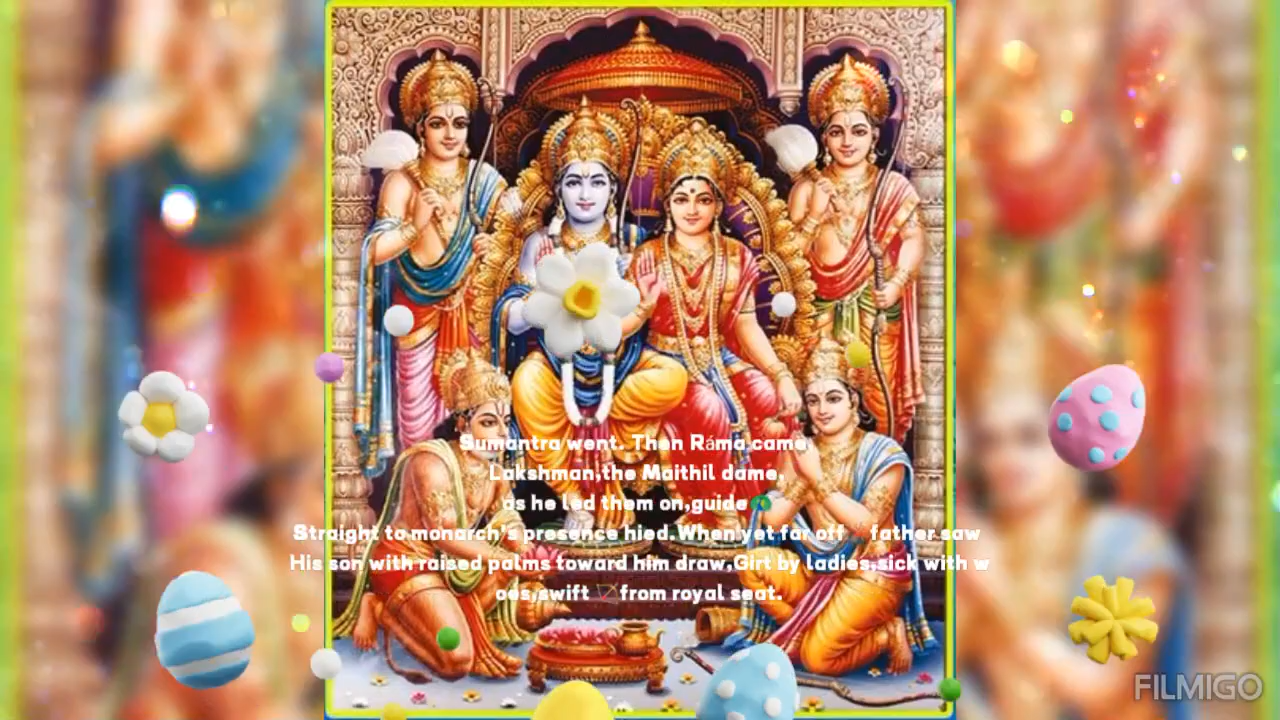 Sumantra went. Then Ráma came,
Lakshman,the Maithil dame,
as he led them on,guide
Straight to monarch's presence hied.When yet far off father saw
His son with raised palms toward him draw,Girt by ladies,sick with w
oes,swift from royal seat.
FILMIGO